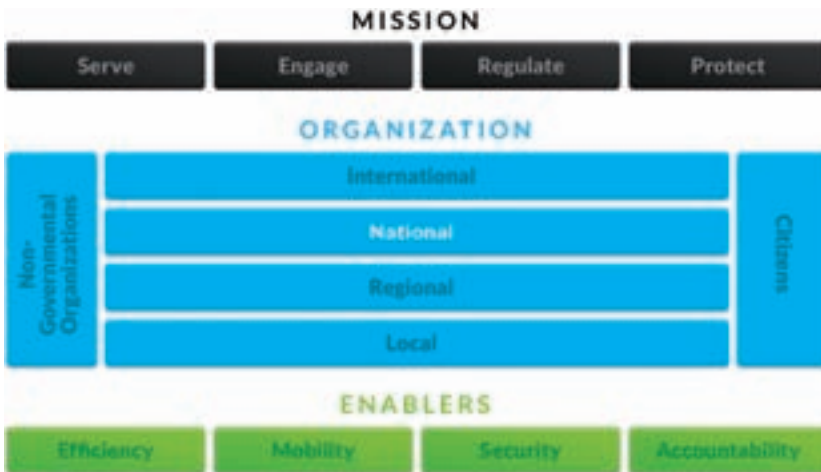 MISSION
Serve Engage Regulate Protect
ORGANIZATION
Non-
Governmental
Organizations
International
National
Regional
Local
Citizens
ENABLERS
Efficiency Mobility Security Accountability